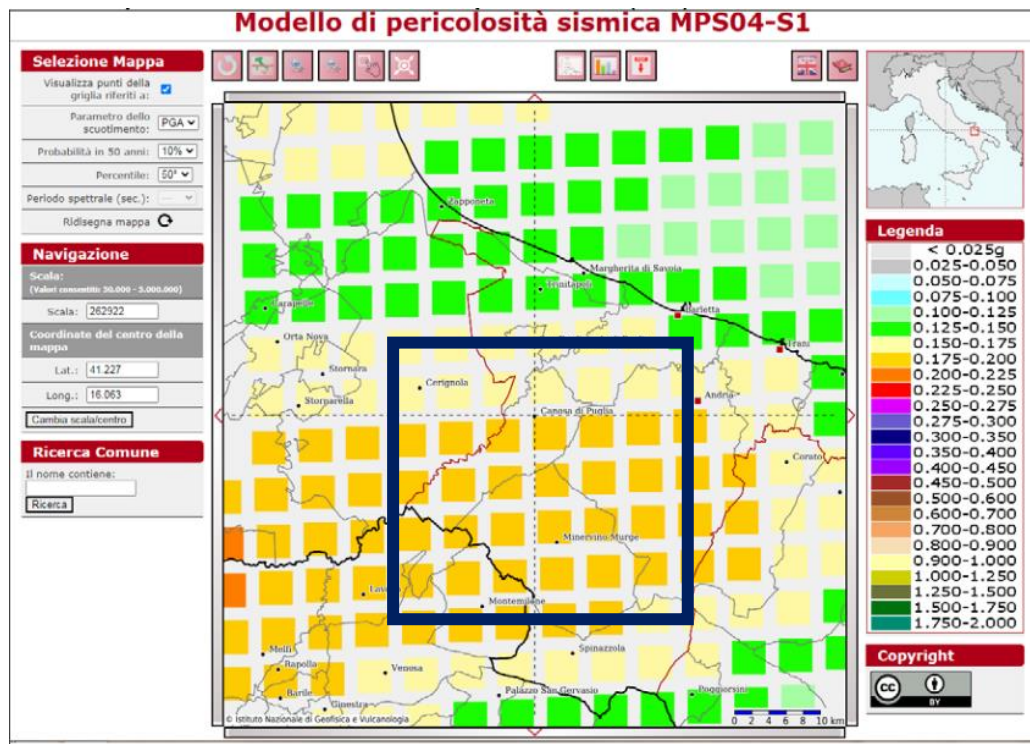 Modello di pericolosità sismica MPS04-S1
Selezione Mappa
Visualizza punti della
griglia riferiti a:
Parametro dello
scuotimento: PGA
Probabilità in 50 anni: 10%
Percentile: 50°
Periodo spettrale (sec.): ---
Ridisegna mappa
Navigazione
Scala:
(Valori consentiti: 30.000 - 3.000.000)
Scala: 262922
Coordinate del centro della
mappa
Lat.: 41.227
Long.: 16.063
Cambia scala/centro
Ricerca Comune
Il nome contiene:
Ricerca
Zapponeta
Margherita di Savoia
Trinitapoli
Carapelle
Barletta
Orta Nova
Trani
Stornara
Cerignola
Stornarella
Andria
Canosa di Puglia
Corato
Minervino Murge
Montemilone
Melfi
Rapolla
Venosa
Spinazzola
Barile
Palazzo San Gervasio
Poggiorsini
Ginestra
© Istituto Nazionale di Geofisica e Vulcanologia
0 2 4 6 8 10 km
Legenda
< 0.025g
0.025-0.050
0.050-0.075
0.075-0.100
0.100-0.125
0.125-0.150
0.150-0.175
0.175-0.200
0.200-0.225
0.225-0.250
0.250-0.275
0.275-0.300
0.300-0.350
0.350-0.400
0.400-0.450
0.450-0.500
0.500-0.600
0.600-0.700
0.700-0.800
0.800-0.900
0.900-1.000
1.000-1.250
1.250-1.500
1.500-1.750
1.750-2.000
Copyright
CC
BY